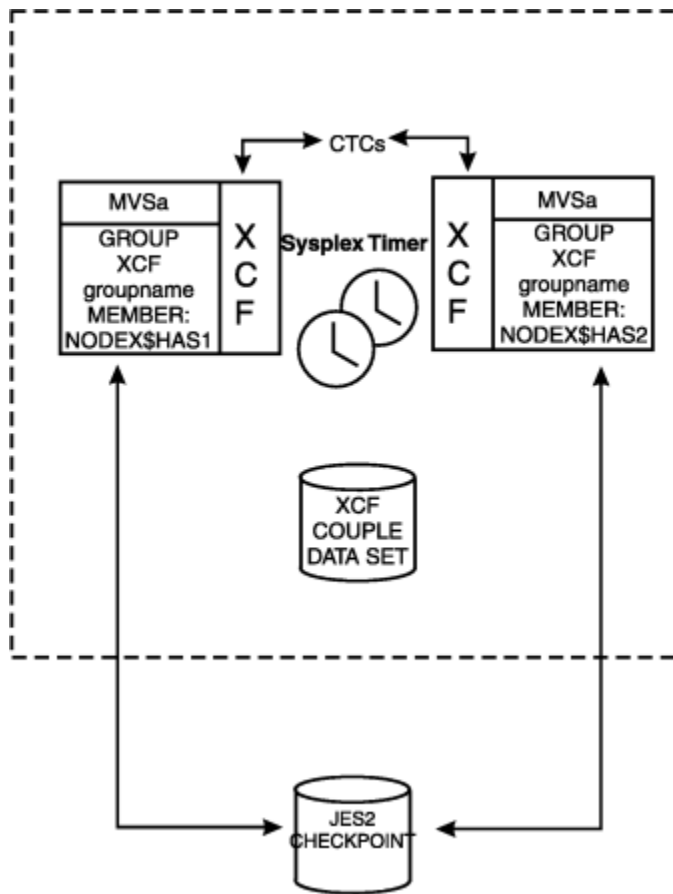 CTCs
MVSa
GROUP
XCF
groupname
MEMBER:
NODEX$HAS1
X
C
F
Sysplex Timer
X
C
F
MVSa
GROUP
XCF
groupname
MEMBER:
NODEX$HAS2
XCF
COUPLE
DATA SET
JES2
CHECKPOINT